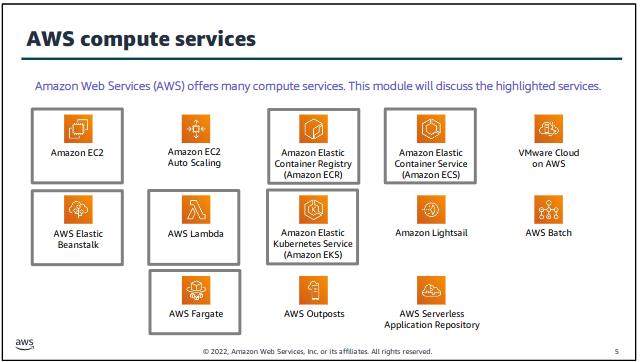 AWS compute services
Amazon Web Services (AWS) offers many compute services. This module will discuss the highlighted services.
Amazon EC2
Amazon EC2
Auto Scaling
Amazon Elastic
Container Registry
(Amazon ECR)
Amazon Elastic
Container Service
(Amazon ECS)
VMware Cloud
on AWS
AWS Elastic
Beanstalk
AWS Lambda
Amazon Elastic
Kubernetes Service
(Amazon EKS)
Amazon Lightsail
AWS Batch
AWS Fargate
AWS Outposts
AWS Serverless
Application Repository
aws
© 2022, Amazon Web Services, Inc. or its affiliates. All rights reserved.
5